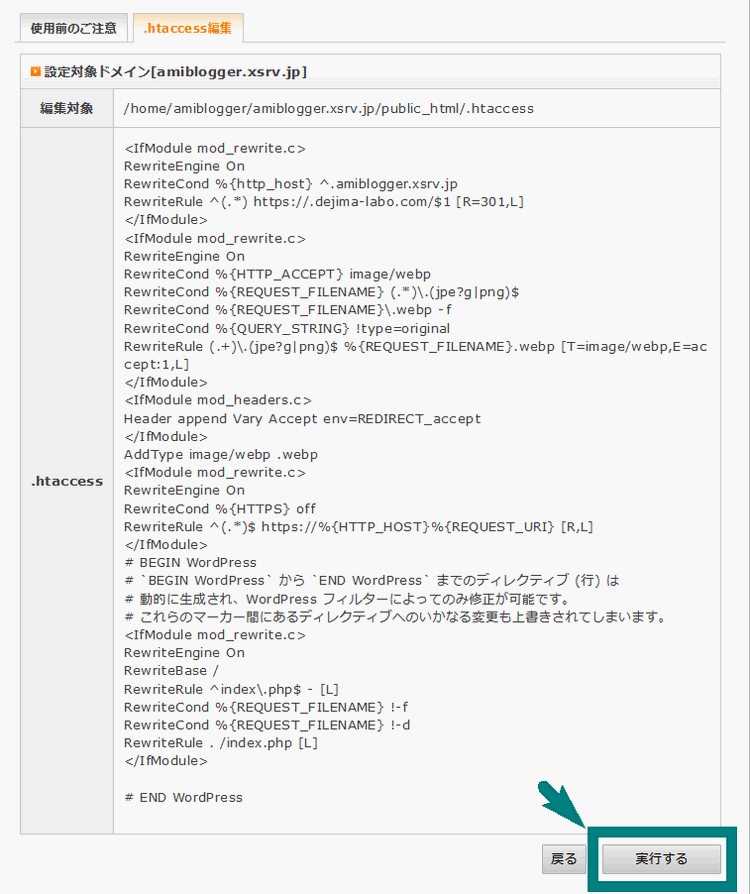 使用前のご注意 .htaccess編集
設定対象ドメイン[amiblogger.xsrv.jp]
編集対象 /home/amiblogger/amiblogger.xsrv.jp/public_html/.htaccess
.htaccess
<IfModule mod_rewrite.c>
RewriteEngine On
RewriteCond %{http_host} ^.amiblogger.xsrv.jp
RewriteRule ^(.*) https://.dejima-labo.com/$1 [R=301,L]
</IfModule>
<IfModule mod_rewrite.c>
RewriteEngine On
RewriteCond %{HTTP_ACCEPT} image/webp
RewriteCond %{REQUEST_FILENAME} (.*)\.(jpe?g|png)$
RewriteCond %{REQUEST_FILENAME}\.webp -f
RewriteCond %{QUERY_STRING} !type=original
RewriteRule (.+)\.(jpe?g|png)$ %{REQUEST_FILENAME}.webp [T=image/webp,E=ac
cept:1,L]
</IfModule>
<IfModule mod_headers.c>
Header append Vary Accept env=REDIRECT_accept
</IfModule>
AddType image/webp .webp
<IfModule mod_rewrite.c>
RewriteEngine On
RewriteCond %{HTTPS} off
RewriteRule ^(.*)$ https://%{HTTP_HOST}%{REQUEST_URI} [R,L]
</IfModule>
# BEGIN WordPress
# `BEGIN WordPress` から `END WordPress` までのディレクティブ (行) は
# 動的に生成され、WordPress フィルターによってのみ修正が可能です。
# これらのマーカー間にあるディレクティブへのいかなる変更も上書きされてしまいます。
<IfModule mod_rewrite.c>
RewriteEngine On
RewriteBase /
RewriteRule ^index\.php$ - [L]
RewriteCond %{REQUEST_FILENAME} !-f
RewriteCond %{REQUEST_FILENAME} !-d
RewriteRule . /index.php [L]
</IfModule>
# END WordPress
戻る 実行する